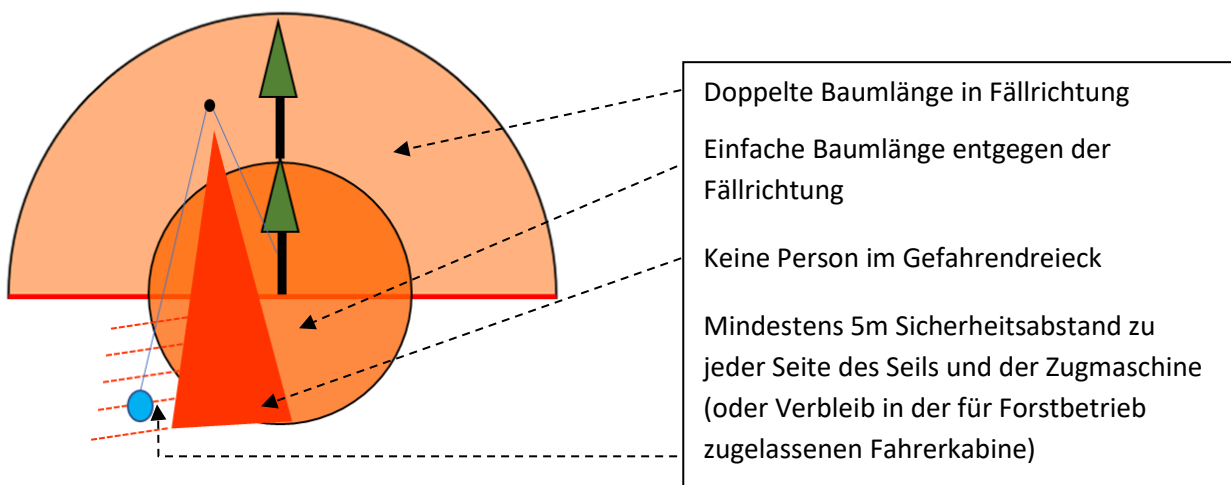 Doppelte Baumlänge in Fällrichtung
Einfache Baumlänge entgegen der
Fällrichtung
Keine Person im Gefahrendreieck
Mindestens 5m Sicherheitsabstand zu
jeder Seite des Seils und der Zugmaschine
(oder Verbleib in der für Forstbetrieb
zugelassenen Fahrerkabine)